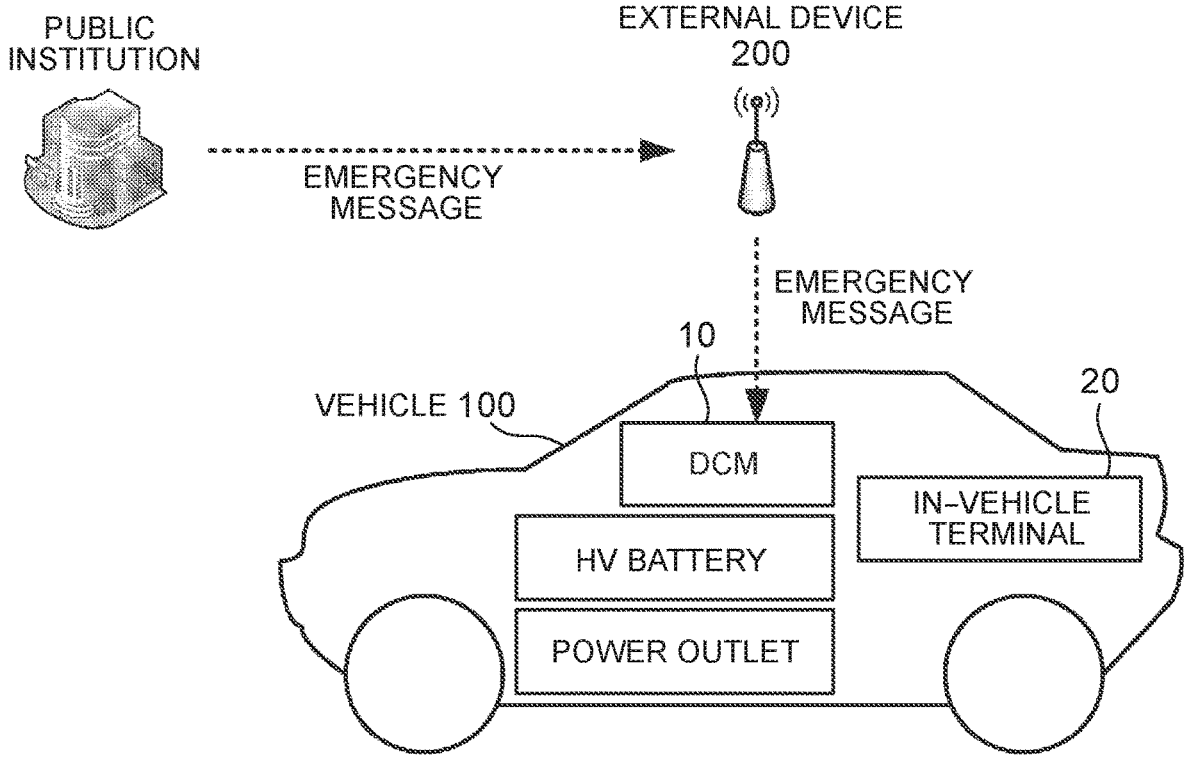 PUBLIC
INSTITUTION
EXTERNAL DEVICE
200
EMERGENCY
MESSAGE
EMERGENCY
MESSAGE
10
20
VEHICLE 100
DCM
IN-VEHICLE
TERMINAL
HV BATTERY
POWER OUTLET